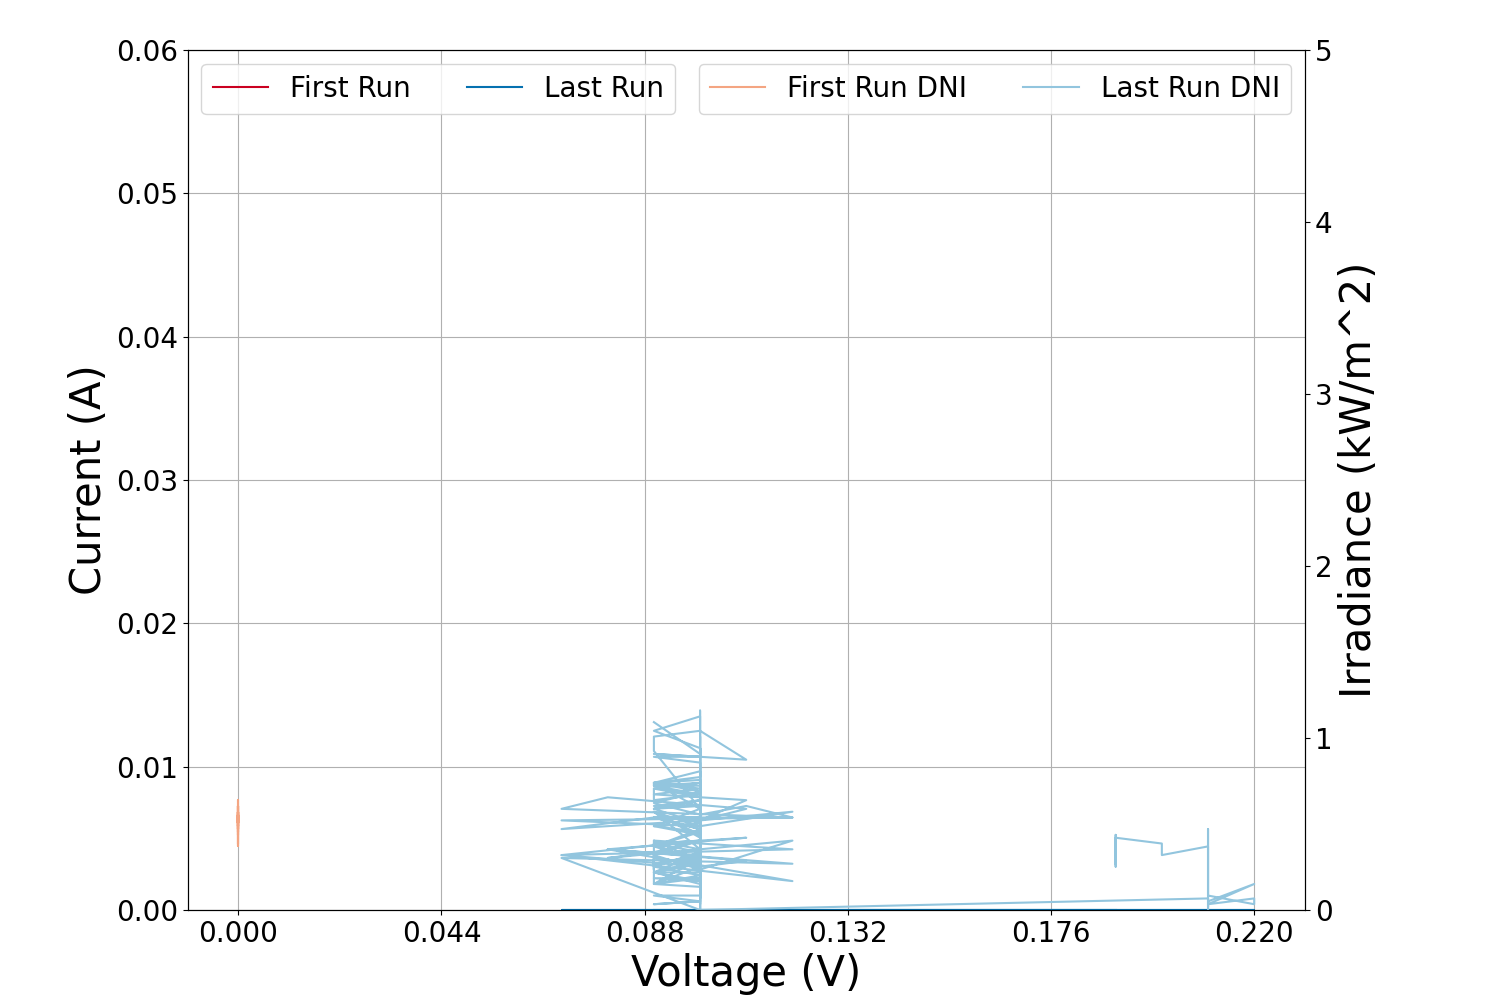 First Run
Last Run
First Run DNI
Last Run DNI
0.06
0.05
0.04
0.03
0.02
0.01
0.00
Current (A)
5
4
3
2
1
0
Irradiance (kW/m^2)
0.000 0.044 0.088 0.132 0.176 0.220
Voltage (V)